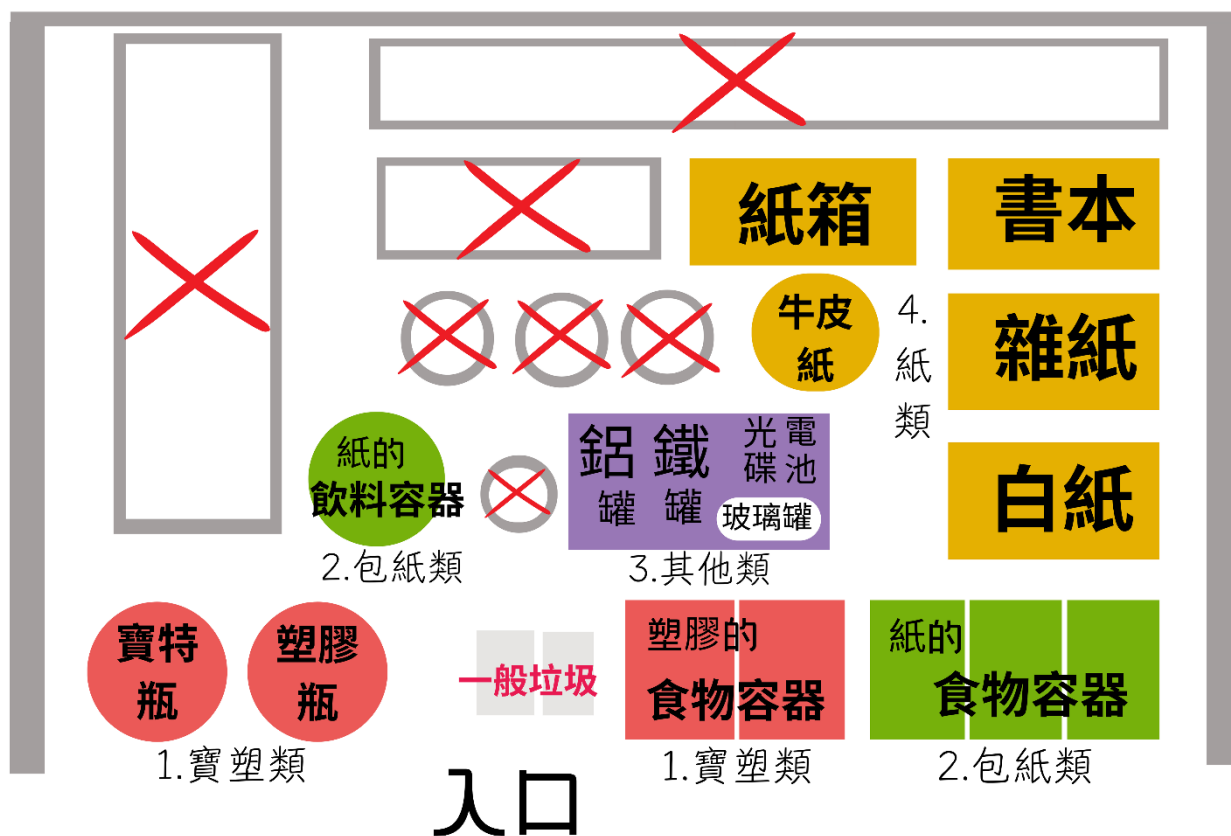 紙箱
書本
牛皮
紙
4.
紙
類
雜紙
白紙
紙的
飲料容器
2.包紙類
鋁
罐
鐵
罐
光
碟
電
池
玻璃罐
3.其他類
寶特
瓶
塑膠
瓶
1.寶塑類
一般垃圾
塑膠的
食物容器
1.寶塑類
紙的
食物容器
2.包紙類
入口